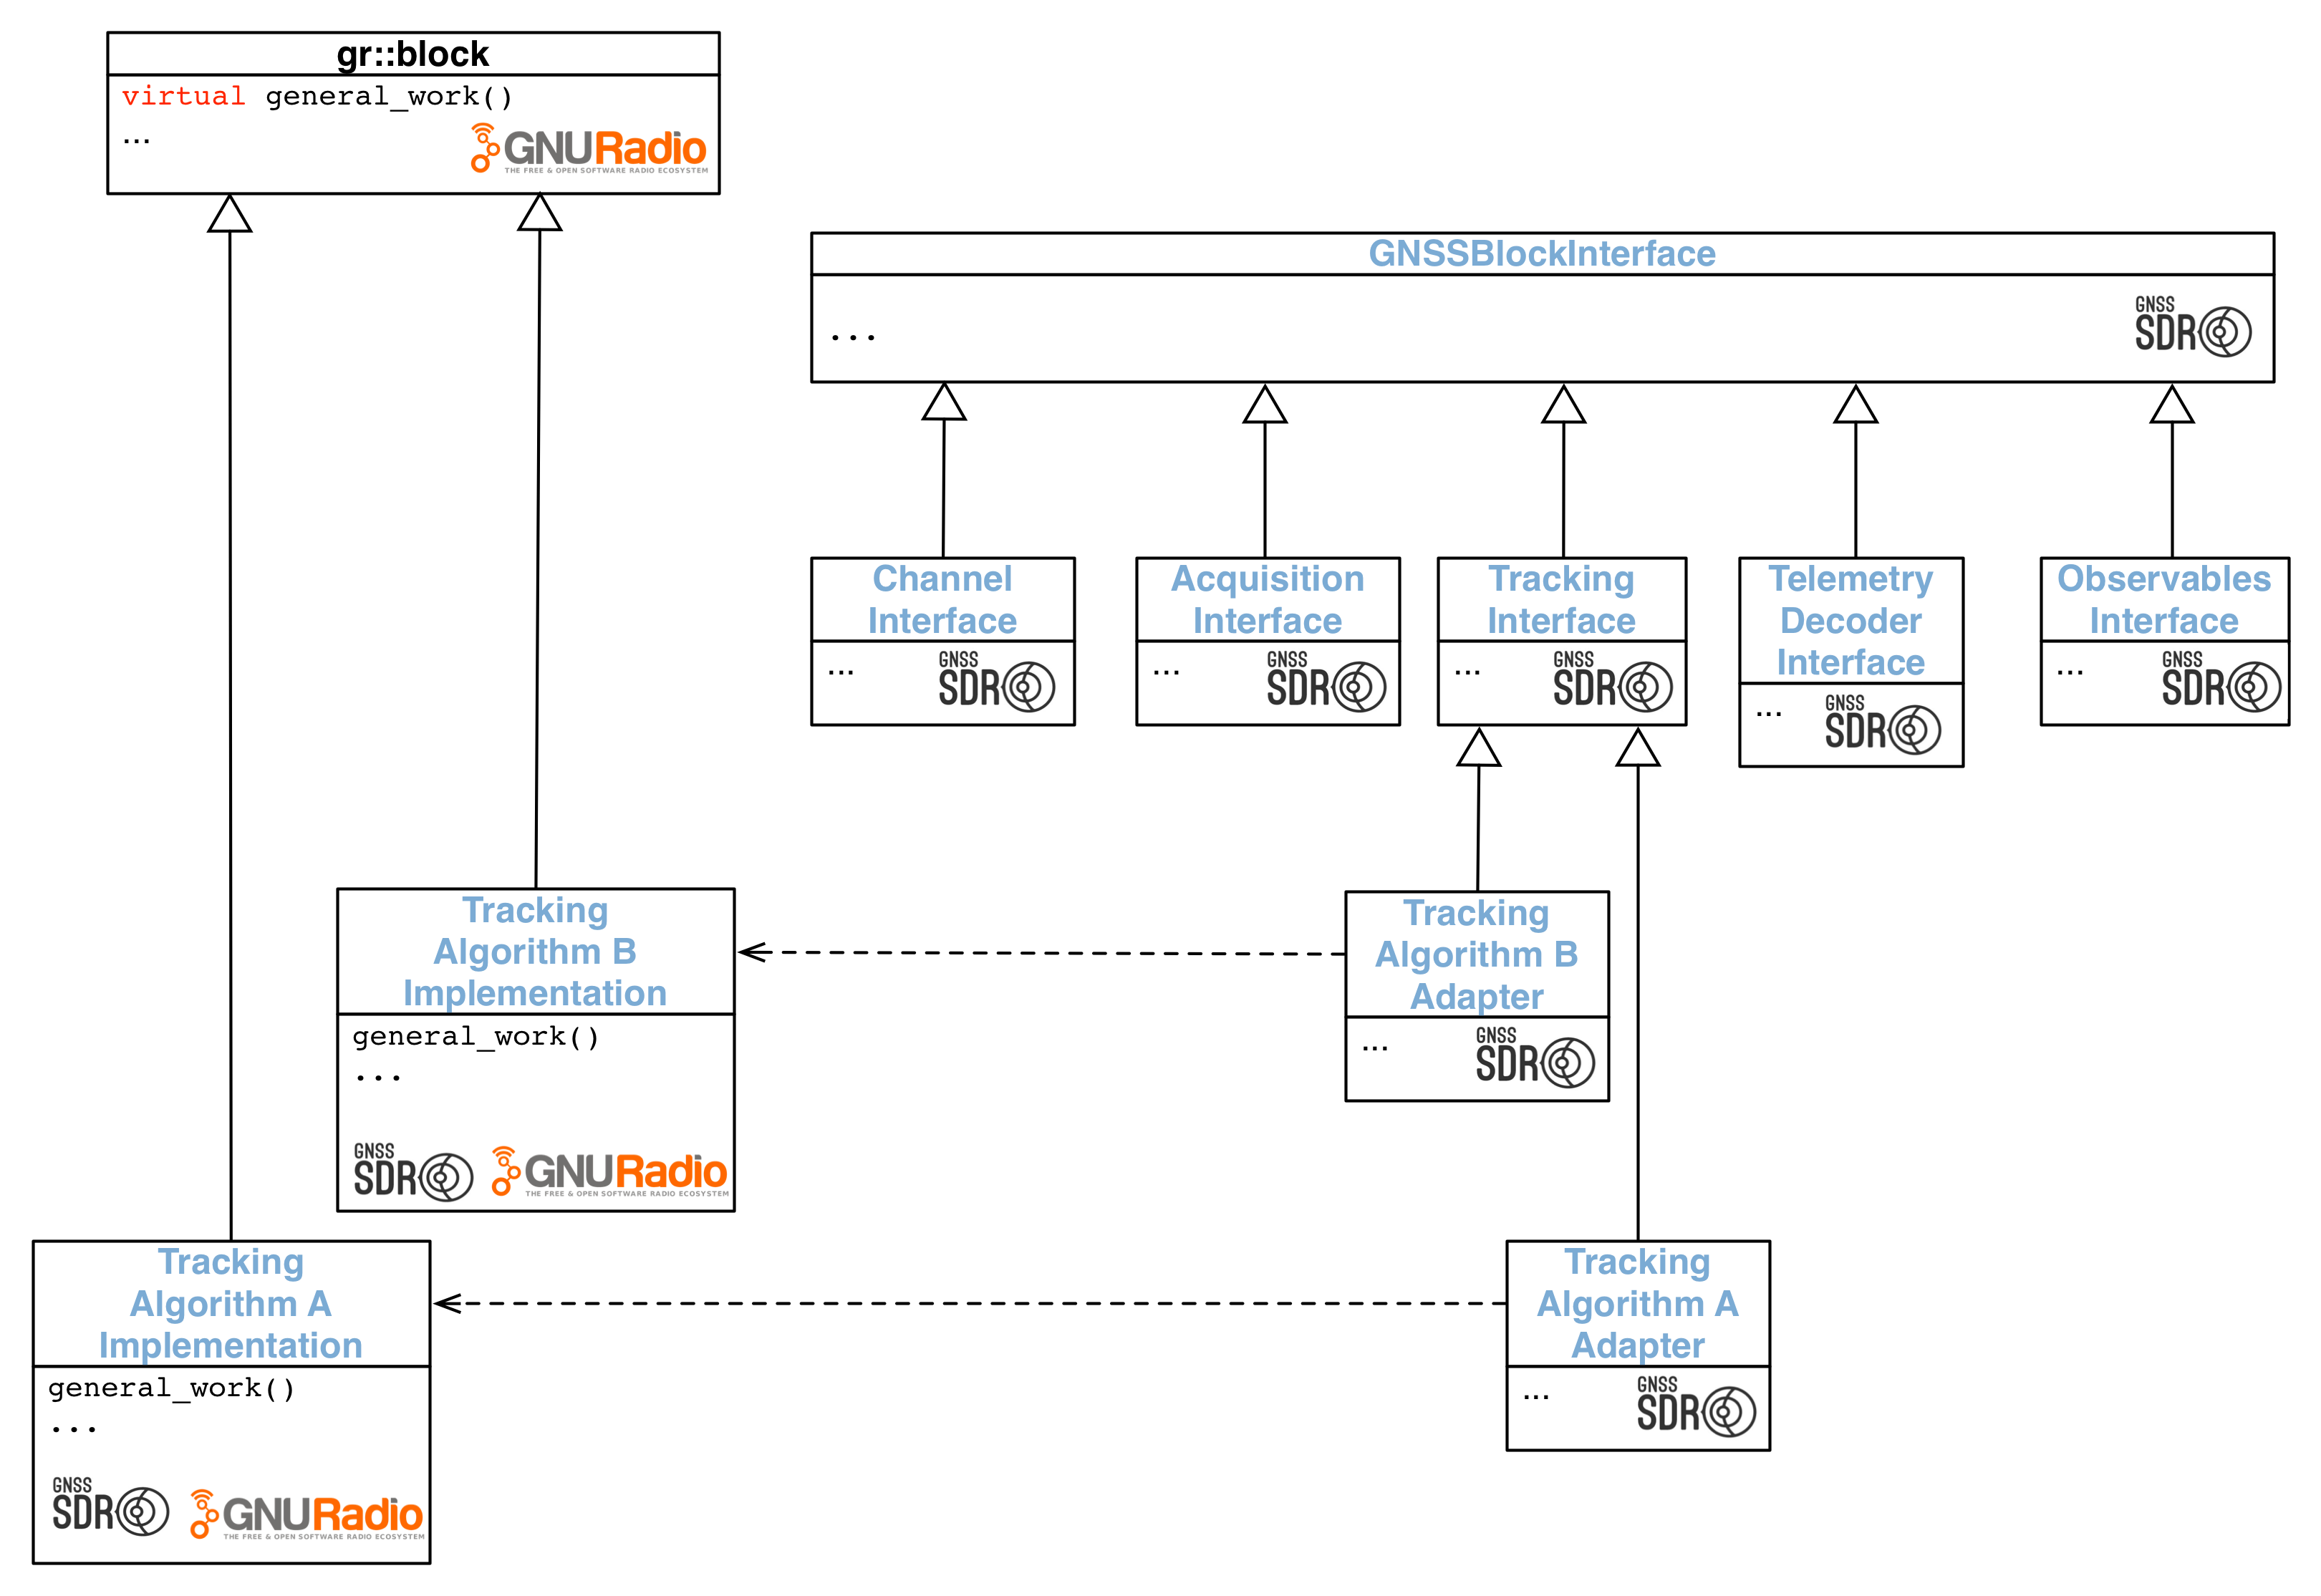 gr::block
virtual general_work()
...
GNURadio
THE FREE & OPEN SOFTWARE RADIO ECOSYSTEM
GNSSBlockInterface
...
GNSS
SDR
Channel
Interface
...
GNSS
SDR
Acquisition
Interface
...
GNSS
SDR
Tracking
Interface
...
GNSS
SDR
Telemetry
Decoder
Interface
...
GNSS
SDR
Observables
Interface
...
GNSS
SDR
Tracking
Algorithm B
Implementation
general_work()
...
GNSS
SDR
GNURadio
THE FREE & OPEN SOFTWARE RADIO ECOSYSTEM
Tracking
Algorithm B
Adapter
...
GNSS
SDR
Tracking
Algorithm A
Implementation
general_work()
...
GNSS
SDR
GNURadio
THE FREE & OPEN SOFTWARE RADIO ECOSYSTEM
Tracking
Algorithm A
Adapter
...
GNSS
SDR